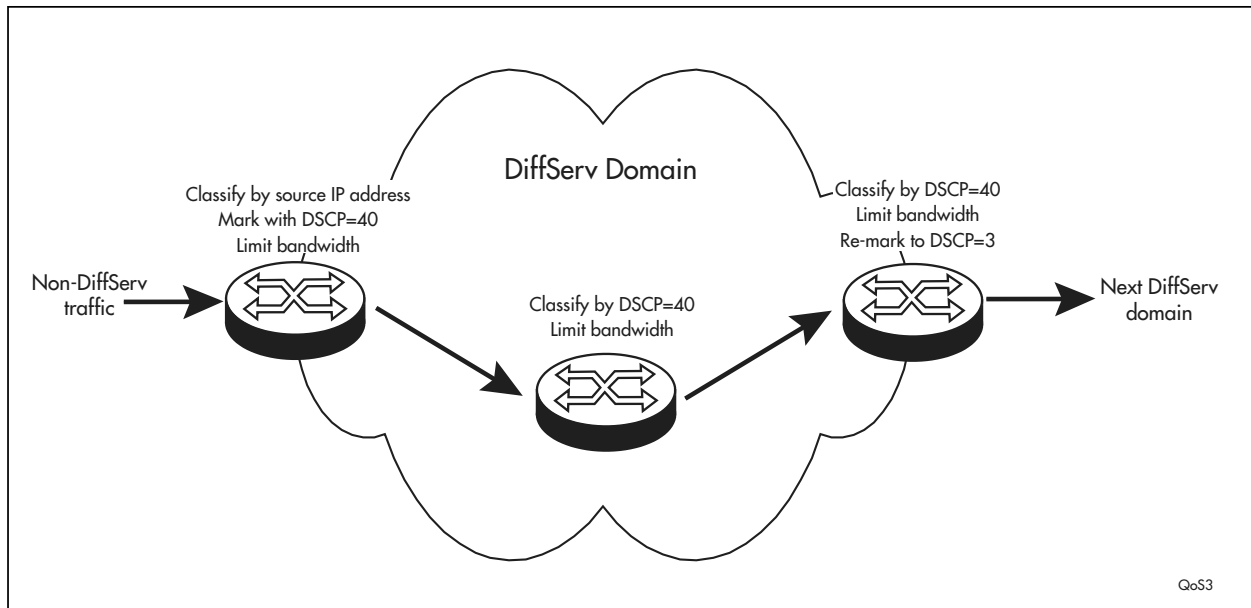 DiffServ Domain
Classify by source IP address
Mark with DSCP=40
Limit bandwidth
Non-DiffServ
traffic
Classify by DSCP=40
Limit bandwidth
Classify by DSCP=40
Limit bandwidth
Re-mark to DSCP=3
Next DiffServ
domain
QoS3